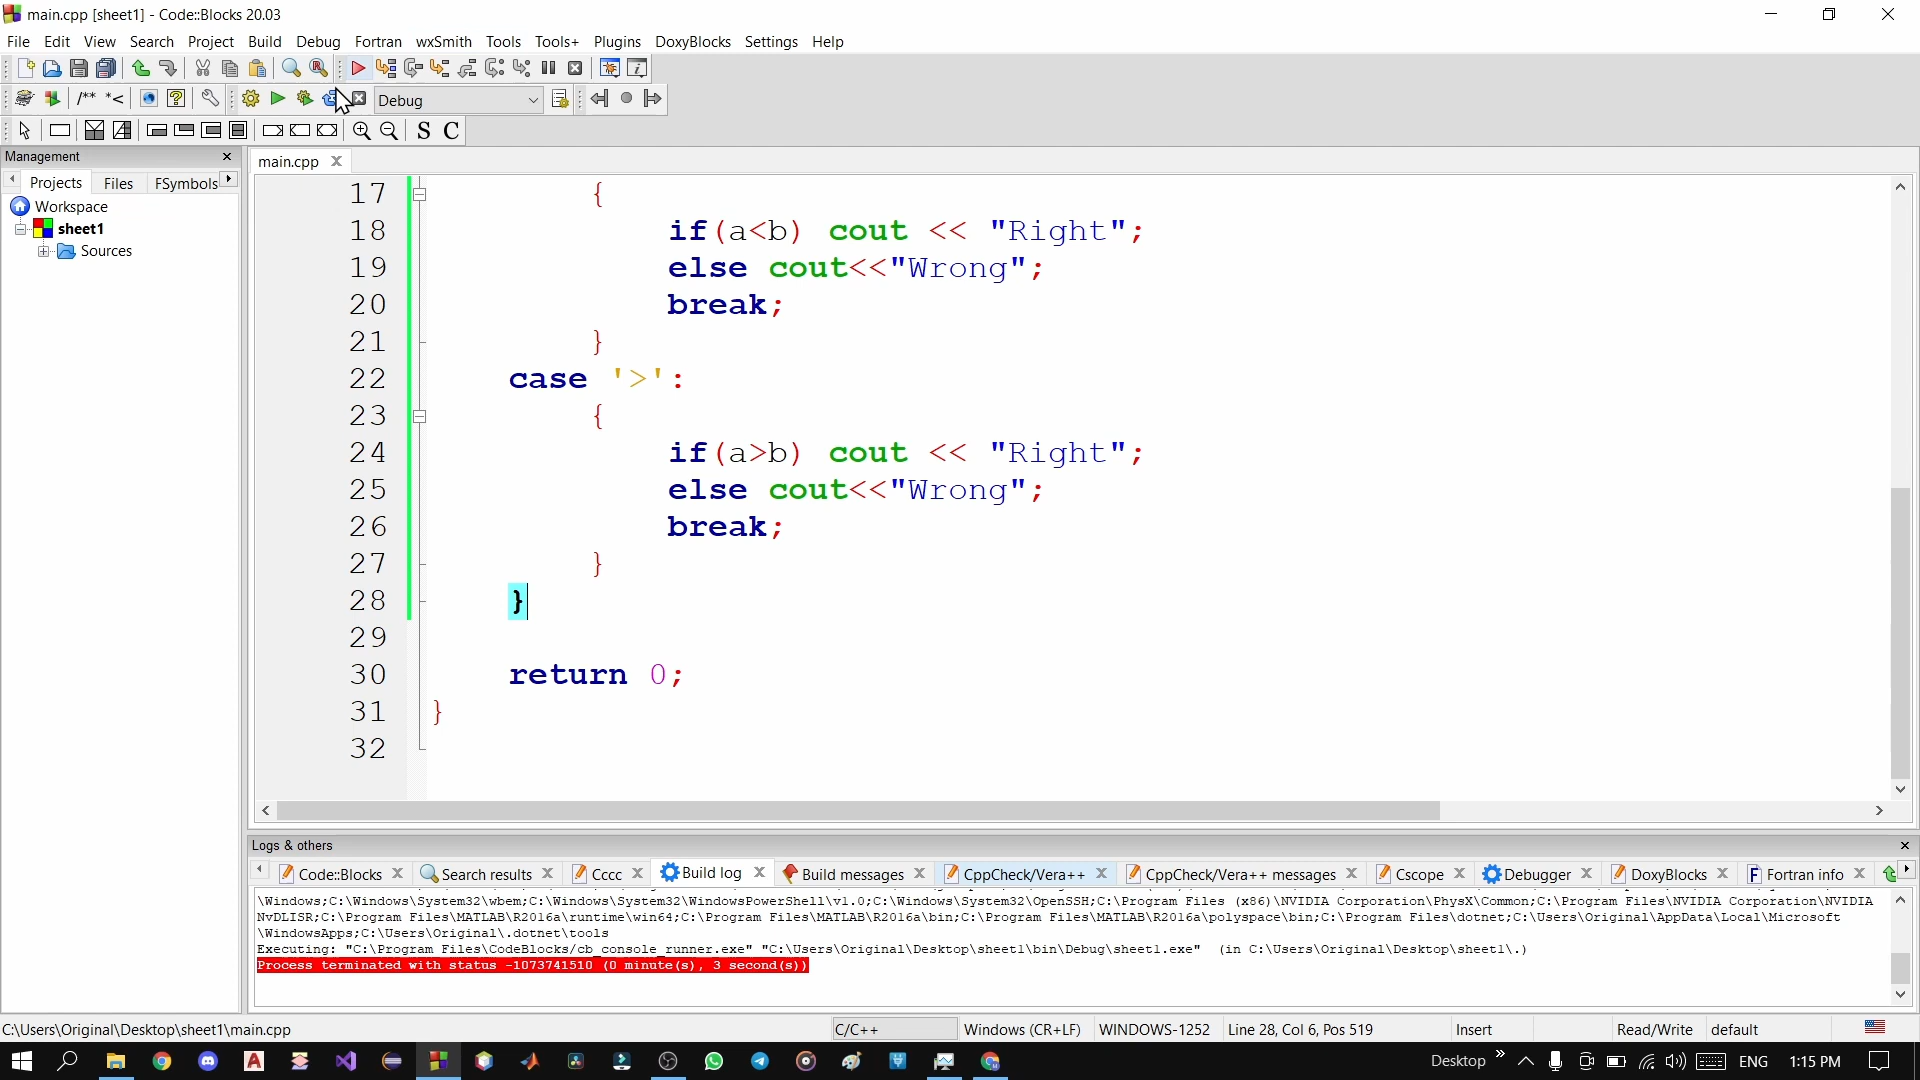 main.cpp [sheet1] - Code::Blocks 20.03
File Edit View Search Project Build Debug Fortran wxSmith Tools Tools+ Plugins DoxyBlocks Settings Help
/** *< Debug
S C
Management
main.cpp
Projects Files FSymbols
Workspace
sheet1
Sources
17 {
18 if(a<b) cout << "Right";
19 else cout<<"Wrong";
20 break;
21 }
22 case '>':
23 {
24 if(a>b) cout << "Right";
25 else cout<<"Wrong";
26 break;
27 }
28 }
29
30 return 0;
31 }
32
Logs & others
Code::Blocks Search results Cccc Build log Build messages CppCheck/Vera++ CppCheck/Vera++ messages Cscope Debugger DoxyBlocks Fortran info
\Windows;C:\Windows\System32\wbem;C:\Windows\System32\WindowsPowerShell\v1.0;C:\Windows\System32\OpenSSH;C:\Program Files (x86)\NVIDIA Corporation\PhysX\Common;C:\Program Files\NVIDIA Corporation\NVIDIA
NvDLISR;C:\Program Files\MATLAB\R2016a\runtime\win64;C:\Program Files\MATLAB\R2016a\bin;C:\Program Files\MATLAB\R2016a\polyspace\bin;C:\Program Files\dotnet;C:\Users\Original\AppData\Local\Microsoft
\WindowsApps;C:\Users\Original\.dotnet\tools
Executing: "C:\Program Files\CodeBlocks/cb_console_runner.exe" "C:\Users\Original\Desktop\sheet1\bin\Debug\sheet1.exe" (in C:\Users\Original\Desktop\sheet1\.)
Process terminated with status -1073741510 (0 minute(s), 3 second(s))
C:\Users\Original\Desktop\sheet1\main.cpp C/C++ Windows (CR+LF) WINDOWS-1252 Line 28, Col 6, Pos 519 Insert Read/Write default
Desktop » ENG 1:15 PM